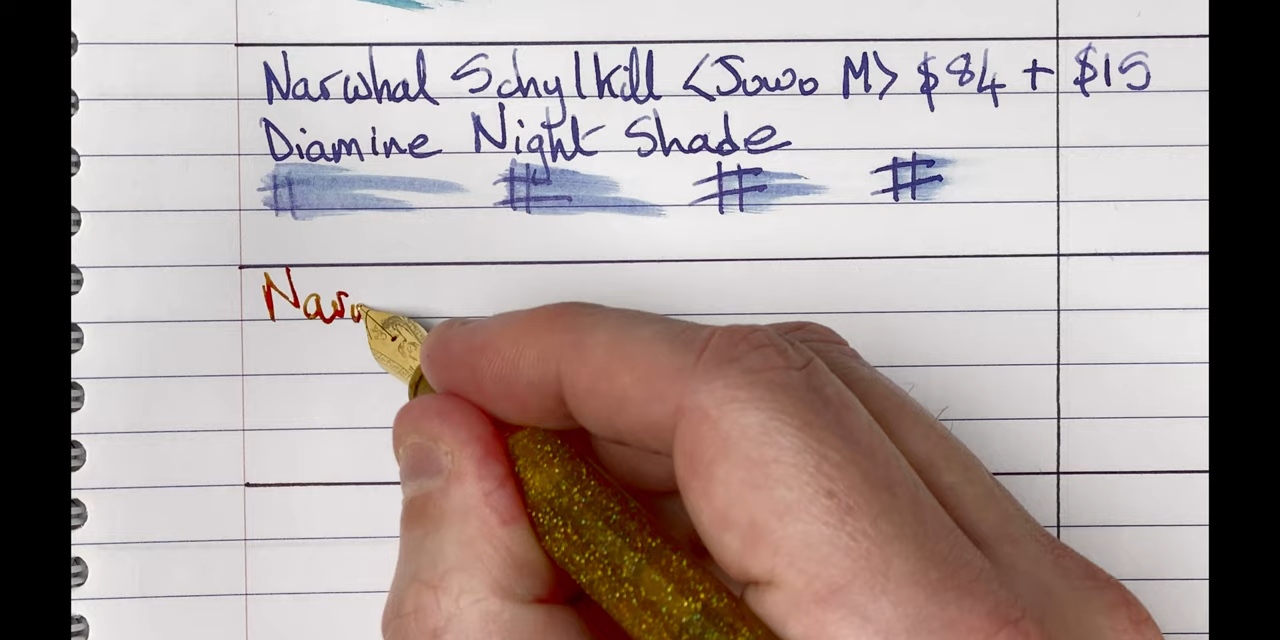 Narwhal Schylkill <Jowo M> $84 + $15
Diamine Night Shade
# # # #
Narw